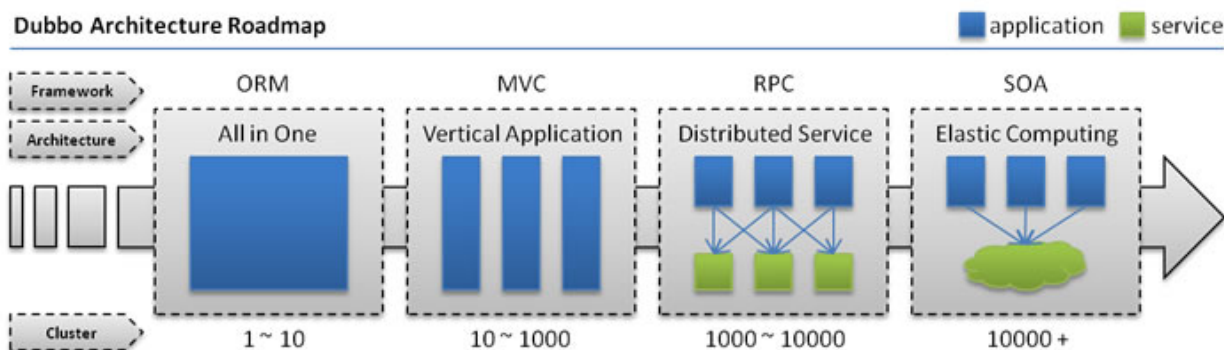 Dubbo Architecture Roadmap
application
service
Framework
ORM
MVC
RPC
SOA
Architecture
All in One
Vertical Application
Distributed Service
Elastic Computing
Cluster
1 ~ 10
10 ~ 1000
1000 ~ 10000
10000 +